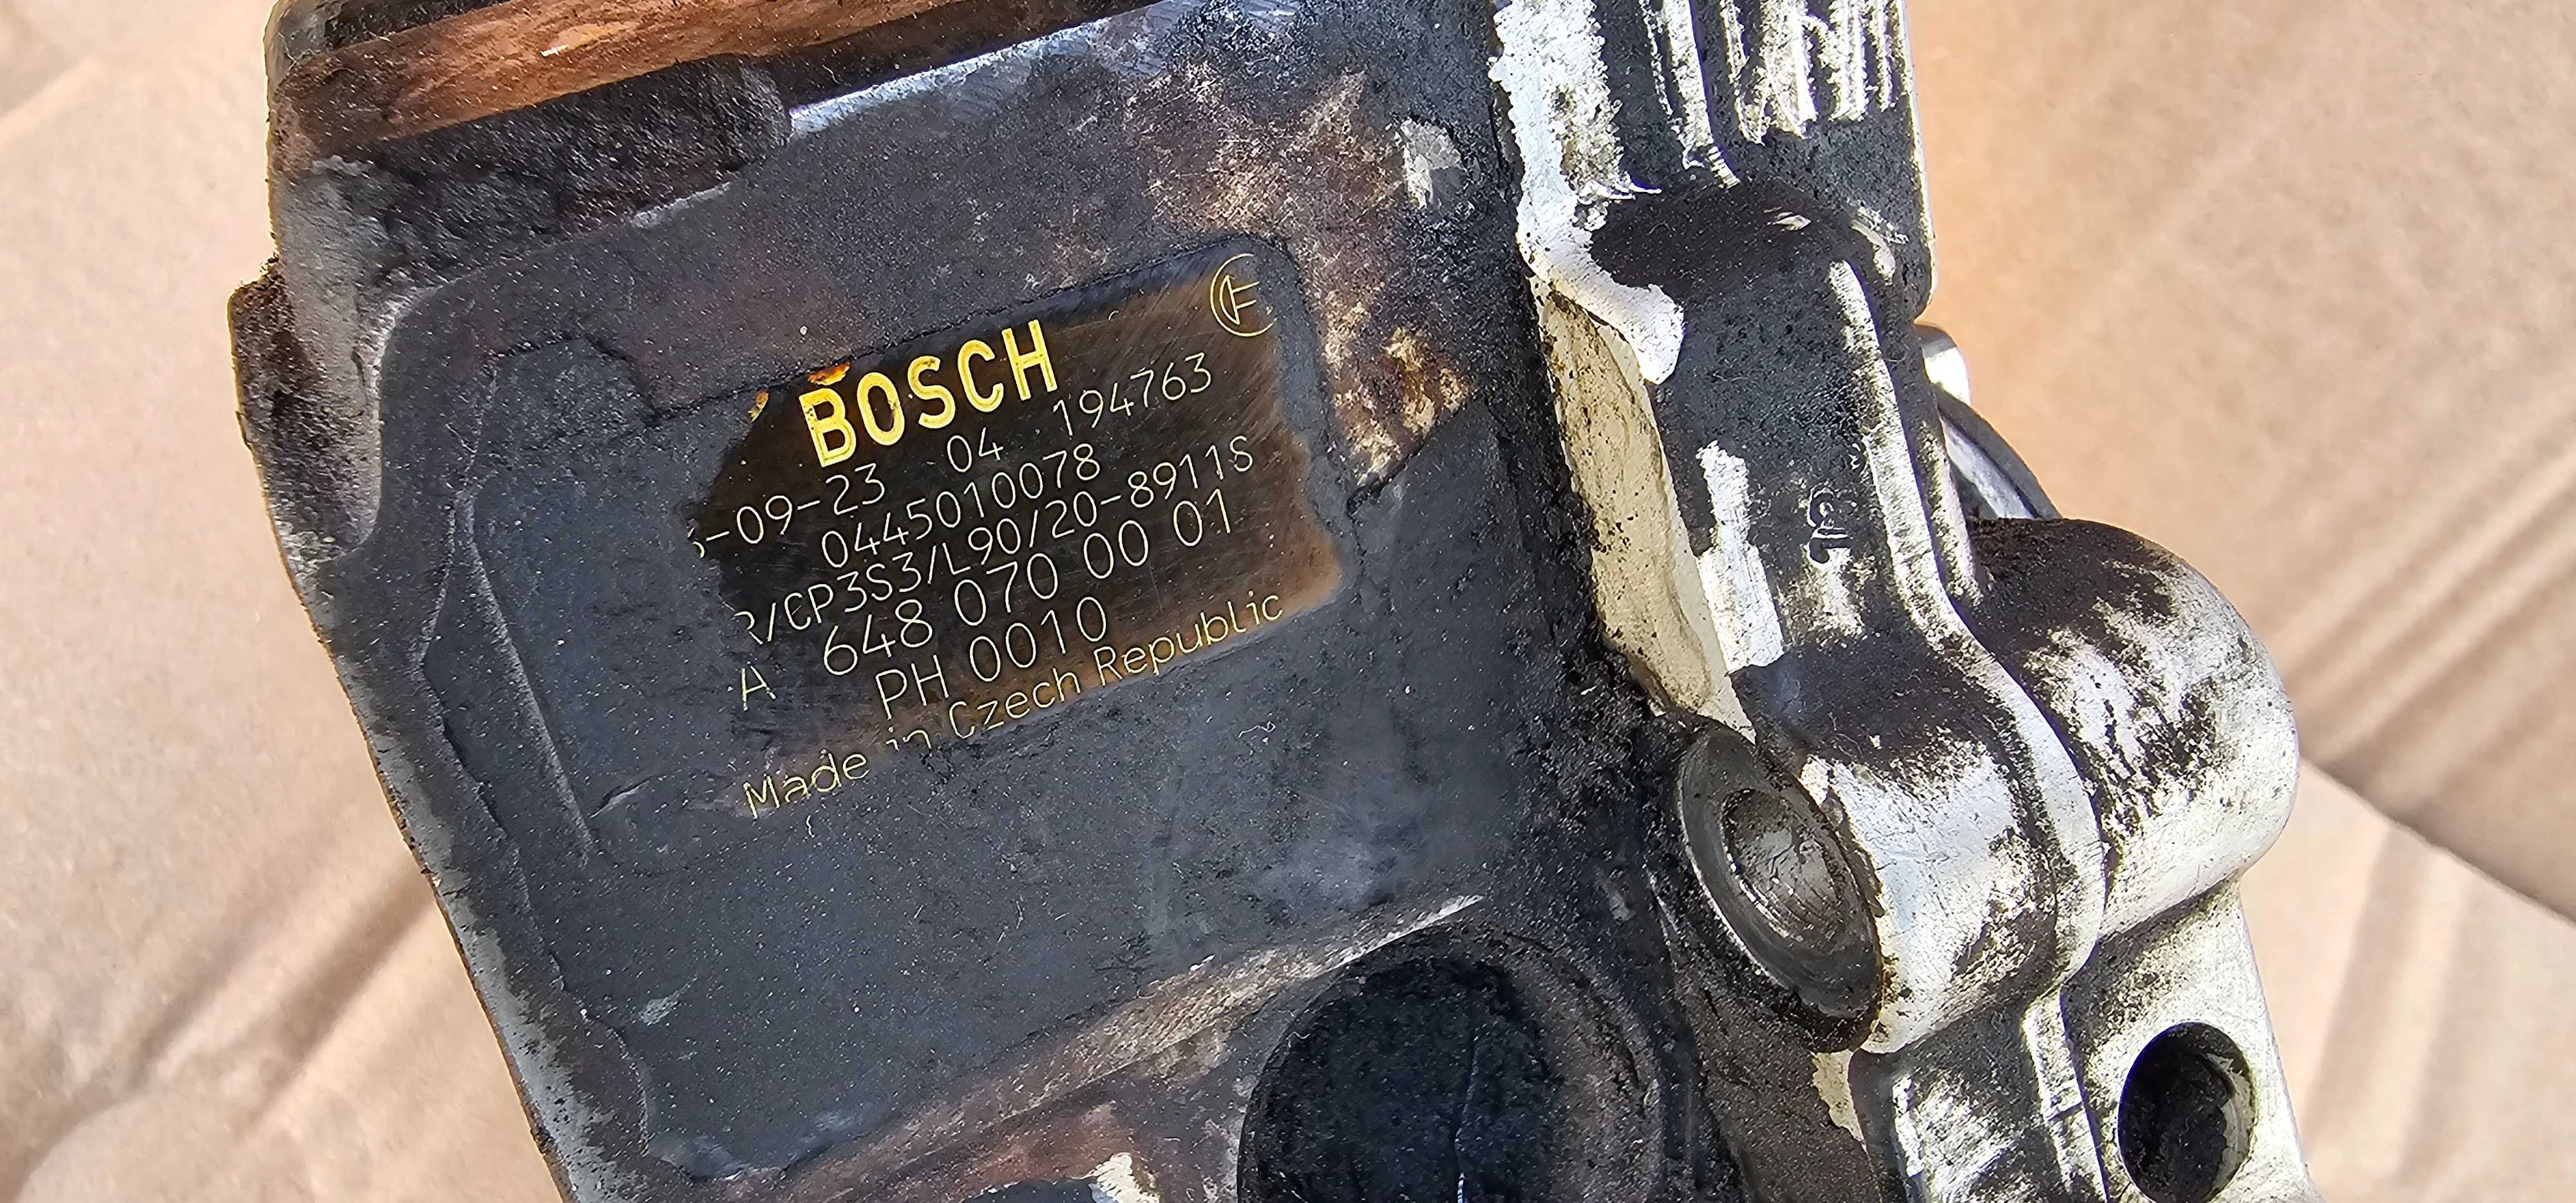 BOSCH
-09-23 04 194763
0445010078
R/CP3S3/L90/20-8911S
A 648 070 00 01
PH 0010
Made in Czech Republic